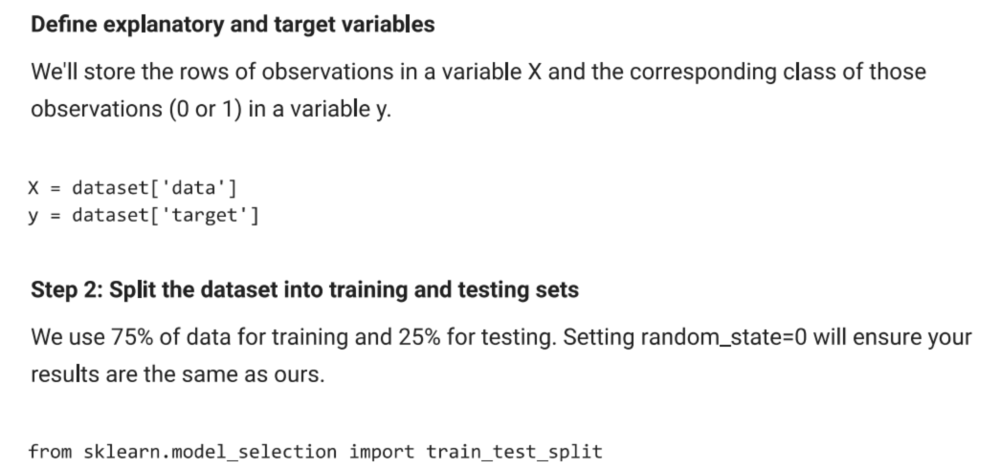 Define explanatory and target variables
We'll store the rows of observations in a variable X and the corresponding class of those
observations (0 or 1) in a variable y.
X = dataset['data']
y = dataset['target']
Step 2: Split the dataset into training and testing sets
We use 75% of data for training and 25% for testing. Setting random_state=0 will ensure your
results are the same as ours.
from sklearn.model_selection import train_test_split